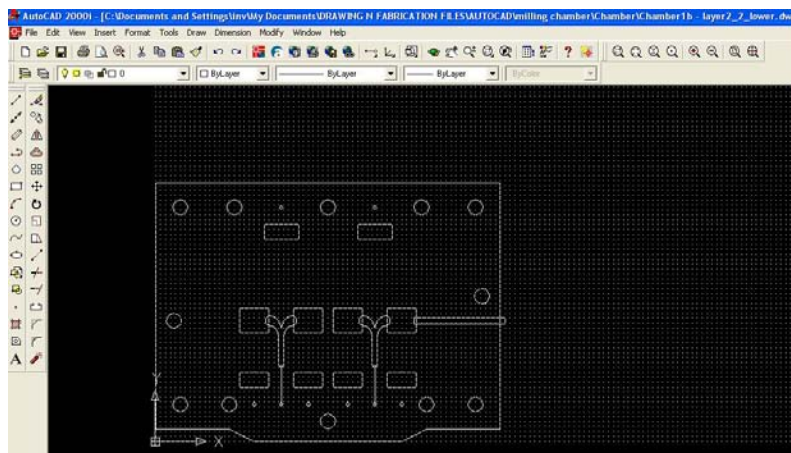 AutoCAD 2000i - [C:\Documents and Settings\inv\My Documents\DRAWING N FABRICATION FILES\AUTOCAD\milling chamber\Chamber\Chamber1b - layer2_2_lower.dw
File Edit View Insert Format Tools Draw Dimension Modify Window Help
0 ByLayer ByLayer ByLayer ByColor
A
Y
X